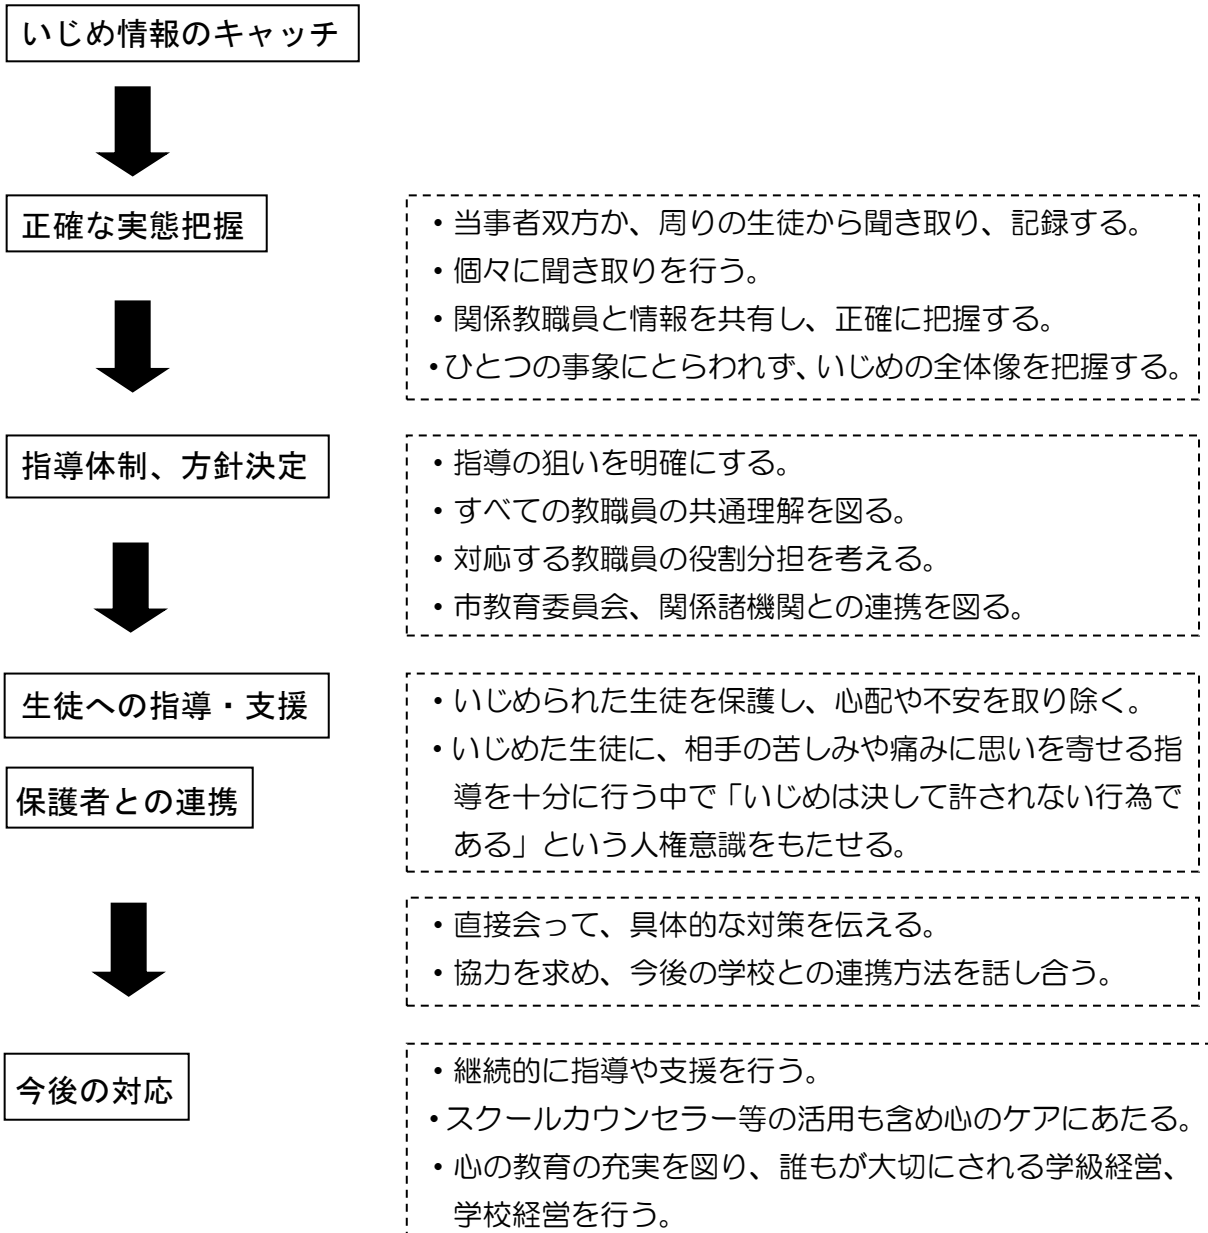 いじめ情報のキャッチ
正確な実態把握
・当事者双方か、周りの生徒から聞き取り、記録する。
・個々に聞き取りを行う。
・関係教職員と情報を共有し、正確に把握する。
・ひとつの事象にとらわれず、いじめの全体像を把握する。
指導体制、方針決定
・指導の狙いを明確にする。
・すべての教職員の共通理解を図る。
・対応する教職員の役割分担を考える。
・市教育委員会、関係諸機関との連携を図る。
生徒への指導・支援
・いじめられた生徒を保護し、心配や不安を取り除く。
・いじめた生徒に、相手の苦しみや痛みに思いを寄せる指
導を十分に行う中で「いじめは決して許されない行為で
ある」という人権意識をもたせる。
保護者との連携
・直接会って、具体的な対策を伝える。
・協力を求め、今後の学校との連携方法を話し合う。
今後の対応
・継続的に指導や支援を行う。
・スクールカウンセラー等の活用も含め心のケアにあたる。
・心の教育の充実を図り、誰もが大切にされる学級経営、
学校経営を行う。